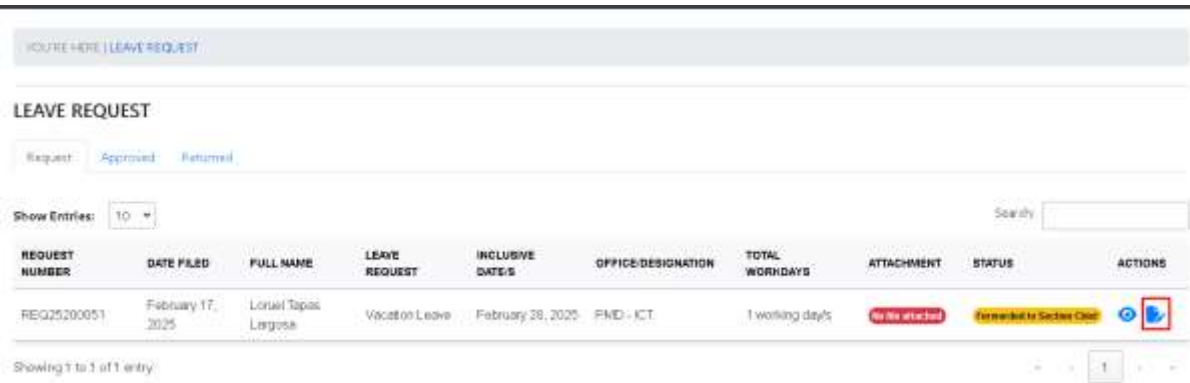 YOU'RE HERE | LEAVE REQUEST
LEAVE REQUEST
Request Approved Returned
Show Entries: 10 Search:
REQUEST NUMBER DATE FILED FULL NAME LEAVE REQUEST INCLUSIVE DATE/S OFFICE/DESIGNATION TOTAL WORKDAYS ATTACHMENT STATUS ACTIONS
REQ25200051 February 17, 2025 Loruel Tapas Largosa Vacation Leave February 28, 2025 FMD - ICT 1 working day/s No file attached Forwarded to Section Chief
Showing 1 to 1 of 1 entry « ‹ 1 › »